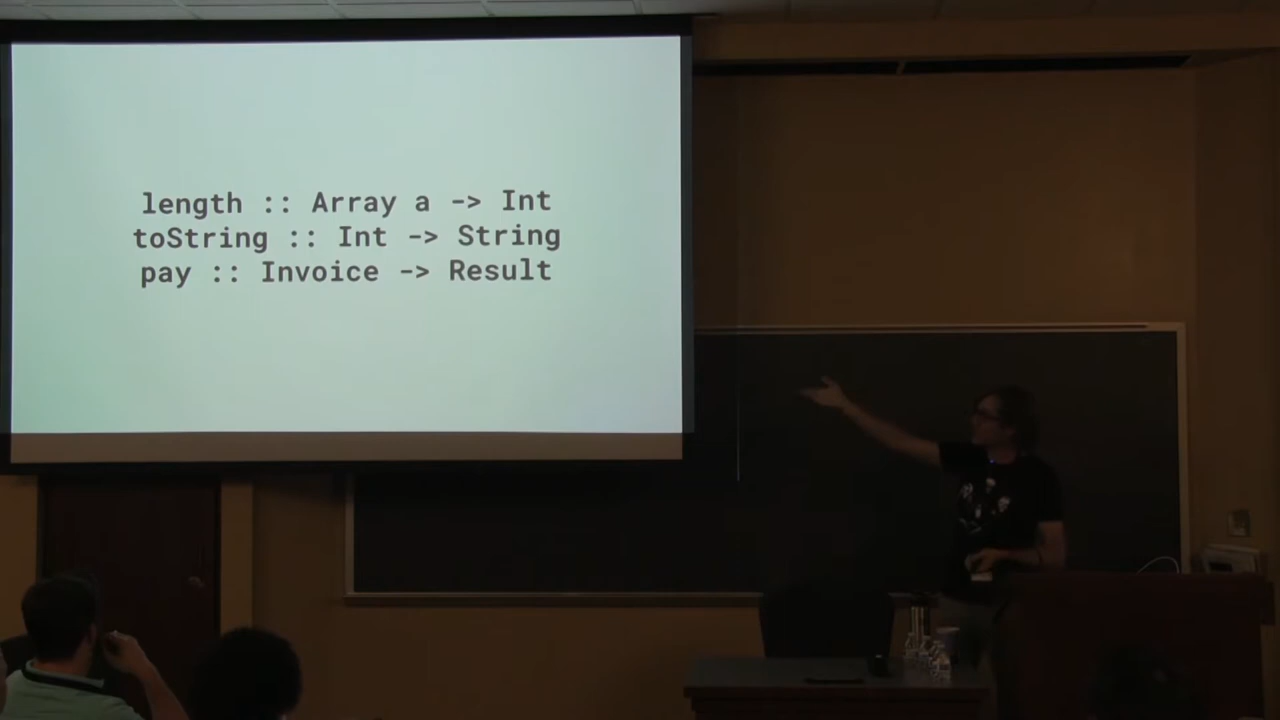 length :: Array a -> Int
toString :: Int -> String
pay :: Invoice -> Result